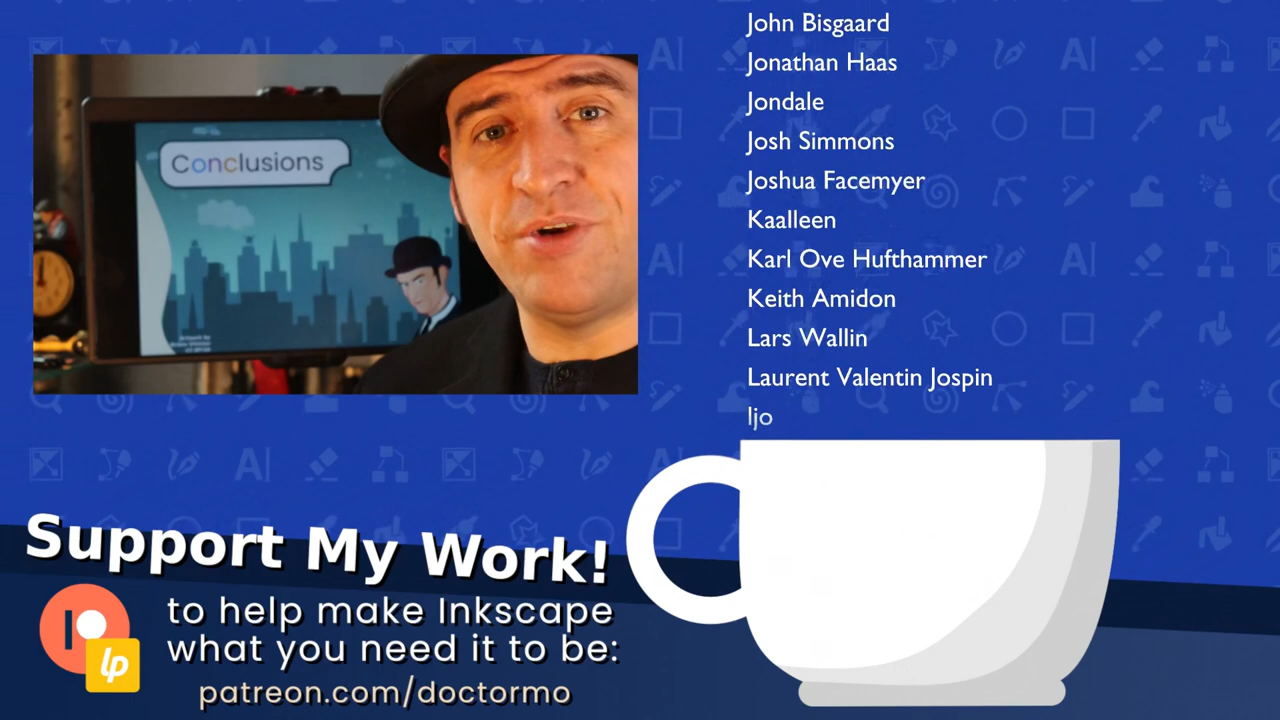 Conclusions
John Bisgaard
Jonathan Haas
Jondale
Josh Simmons
Joshua Facemyer
Kaalleen
Karl Ove Hufthammer
Keith Amidon
Lars Wallin
Laurent Valentin Jospin
ljo
Support My Work!
to help make Inkscape
what you need it to be:
patreon.com/doctormo
lp